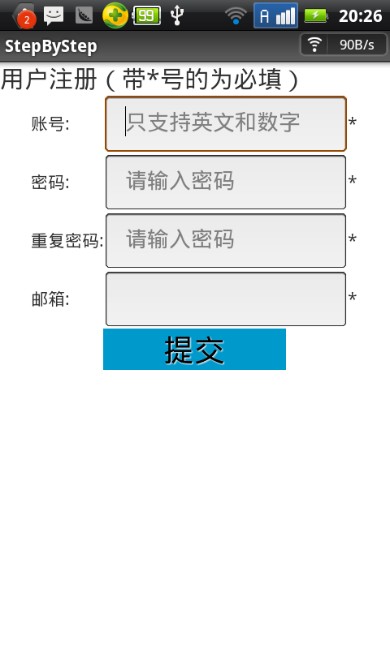 2
99
A
20:26
StepByStep
90B/s
用户注册（带*号的为必填）
账号: 只支持英文和数字 *
密码: 请输入密码 *
重复密码: 请输入密码 *
邮箱: *
提交